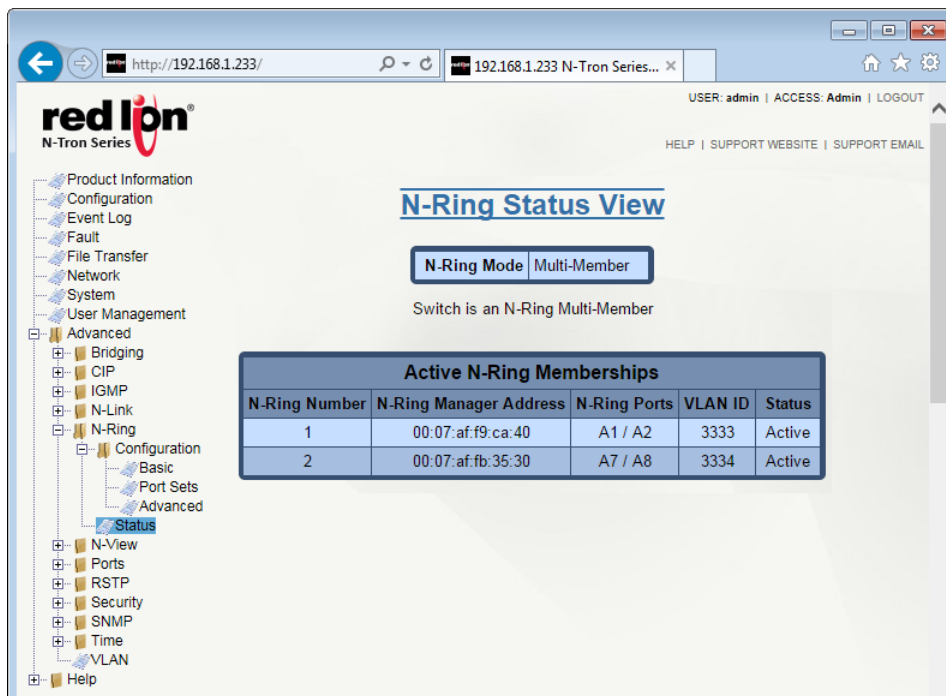 http://192.168.1.233/
192.168.1.233 N-Tron Series...
USER: admin | ACCESS: Admin | LOGOUT
red lion®
N-Tron Series
HELP | SUPPORT WEBSITE | SUPPORT EMAIL
Product Information
Configuration
Event Log
Fault
File Transfer
Network
System
User Management
Advanced
Bridging
CIP
IGMP
N-Link
N-Ring
Configuration
Basic
Port Sets
Advanced
Status
N-View
Ports
RSTP
Security
SNMP
Time
VLAN
Help
N-Ring Status View
N-Ring Mode Multi-Member
Switch is an N-Ring Multi-Member
Active N-Ring Memberships
N-Ring Number N-Ring Manager Address N-Ring Ports VLAN ID Status
1 00:07:af:f9:ca:40 A1 / A2 3333 Active
2 00:07:af:fb:35:30 A7 / A8 3334 Active